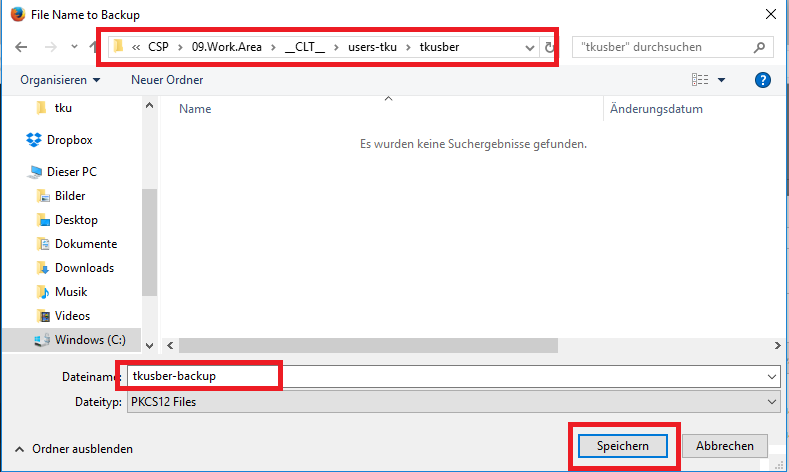 File Name to Backup
« CSP > 09.Work.Area > __CLT__ > users-tku > tkusber
"tkusber" durchsuchen
Organisieren
Neuer Ordner
?
tku
Dropbox
Dieser PC
Bilder
Desktop
Dokumente
Downloads
Musik
Videos
Windows (C:)
Name
Änderungsdatum
Es wurden keine Suchergebnisse gefunden.
Dateiname: tkusber-backup
Dateityp: PKCS12 Files
Ordner ausblenden
Speichern
Abbrechen